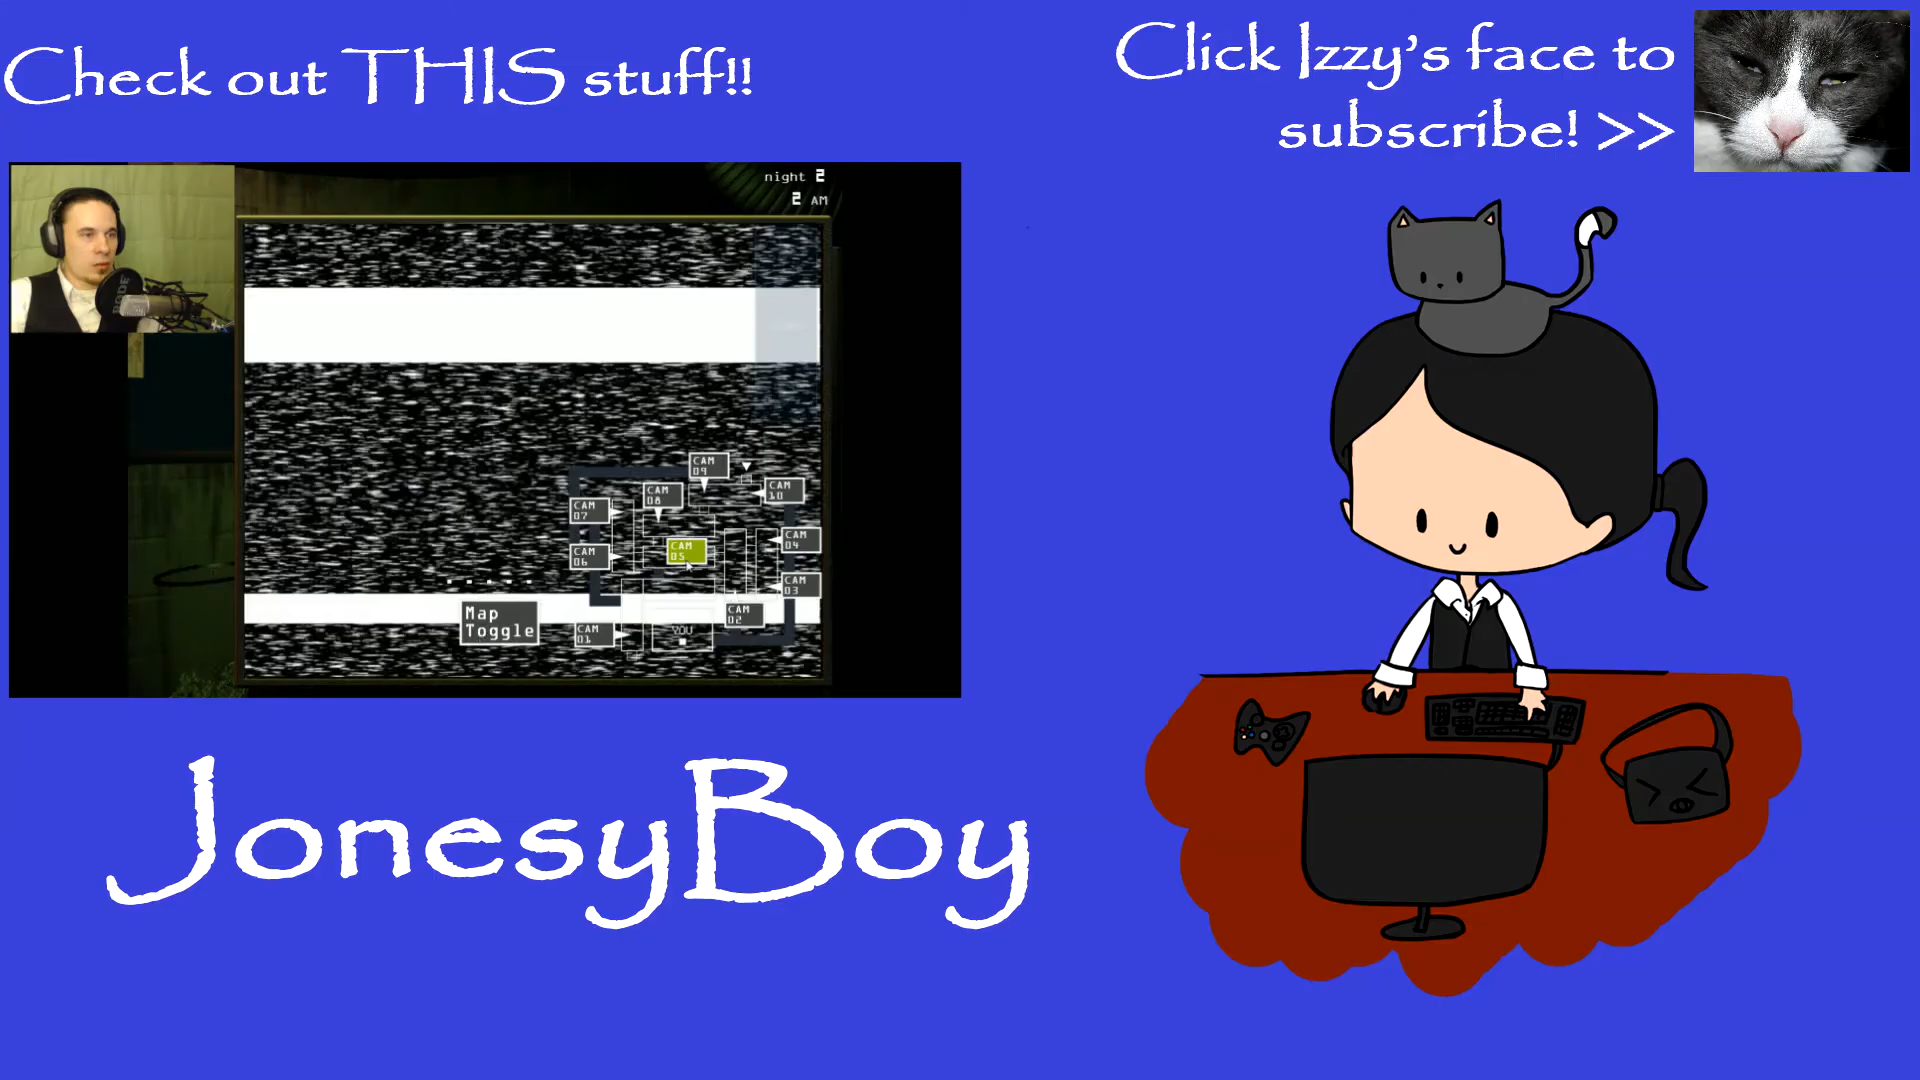 Check out THIS stuff!!
Click Izzy's face to
subscribe! >>
night 2
2 AM
RODE
CAM
09
CAM
08
CAM
10
CAM
07
CAM
04
CAM
05
CAM
06
CAM
03
CAM
02
Map
Toggle
CAM
01
YOU
JonesyBoy